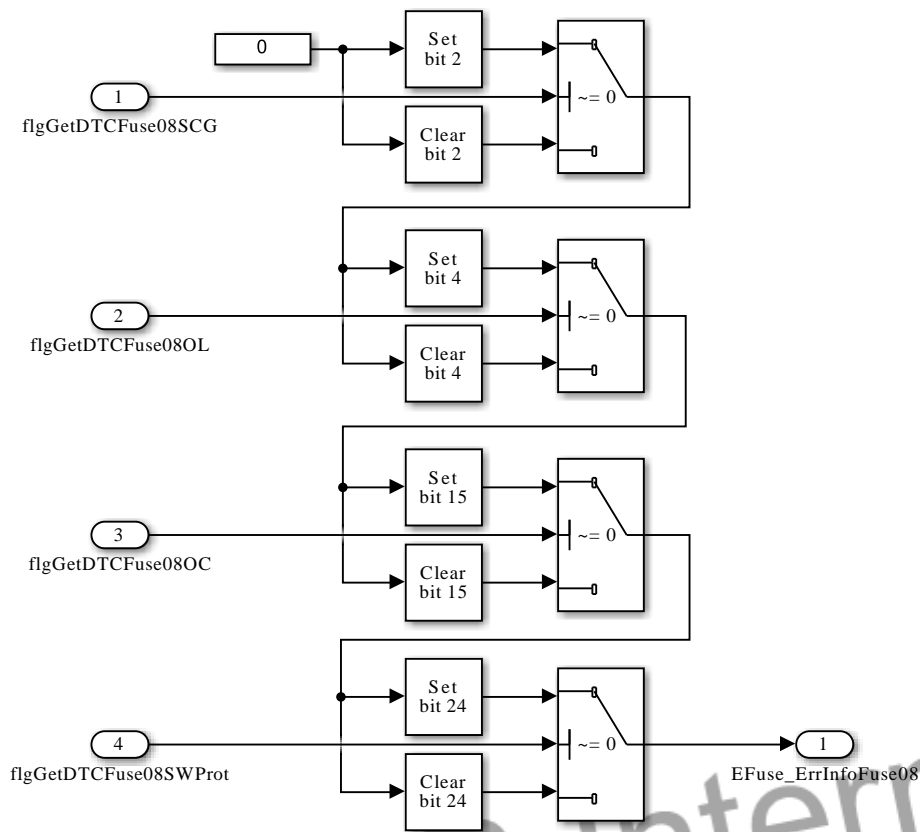 0
Set
bit 2
~= 0
1
flgGetDTCFuse08SCG
Clear
bit 2
Set
bit 4
~= 0
2
flgGetDTCFuse08OL
Clear
bit 4
Set
bit 15
~= 0
3
flgGetDTCFuse08OC
Clear
bit 15
Set
bit 24
~= 0
4
flgGetDTCFuse08SWProt
1
EFuse_ErrInfoFuse08
Clear
bit 24